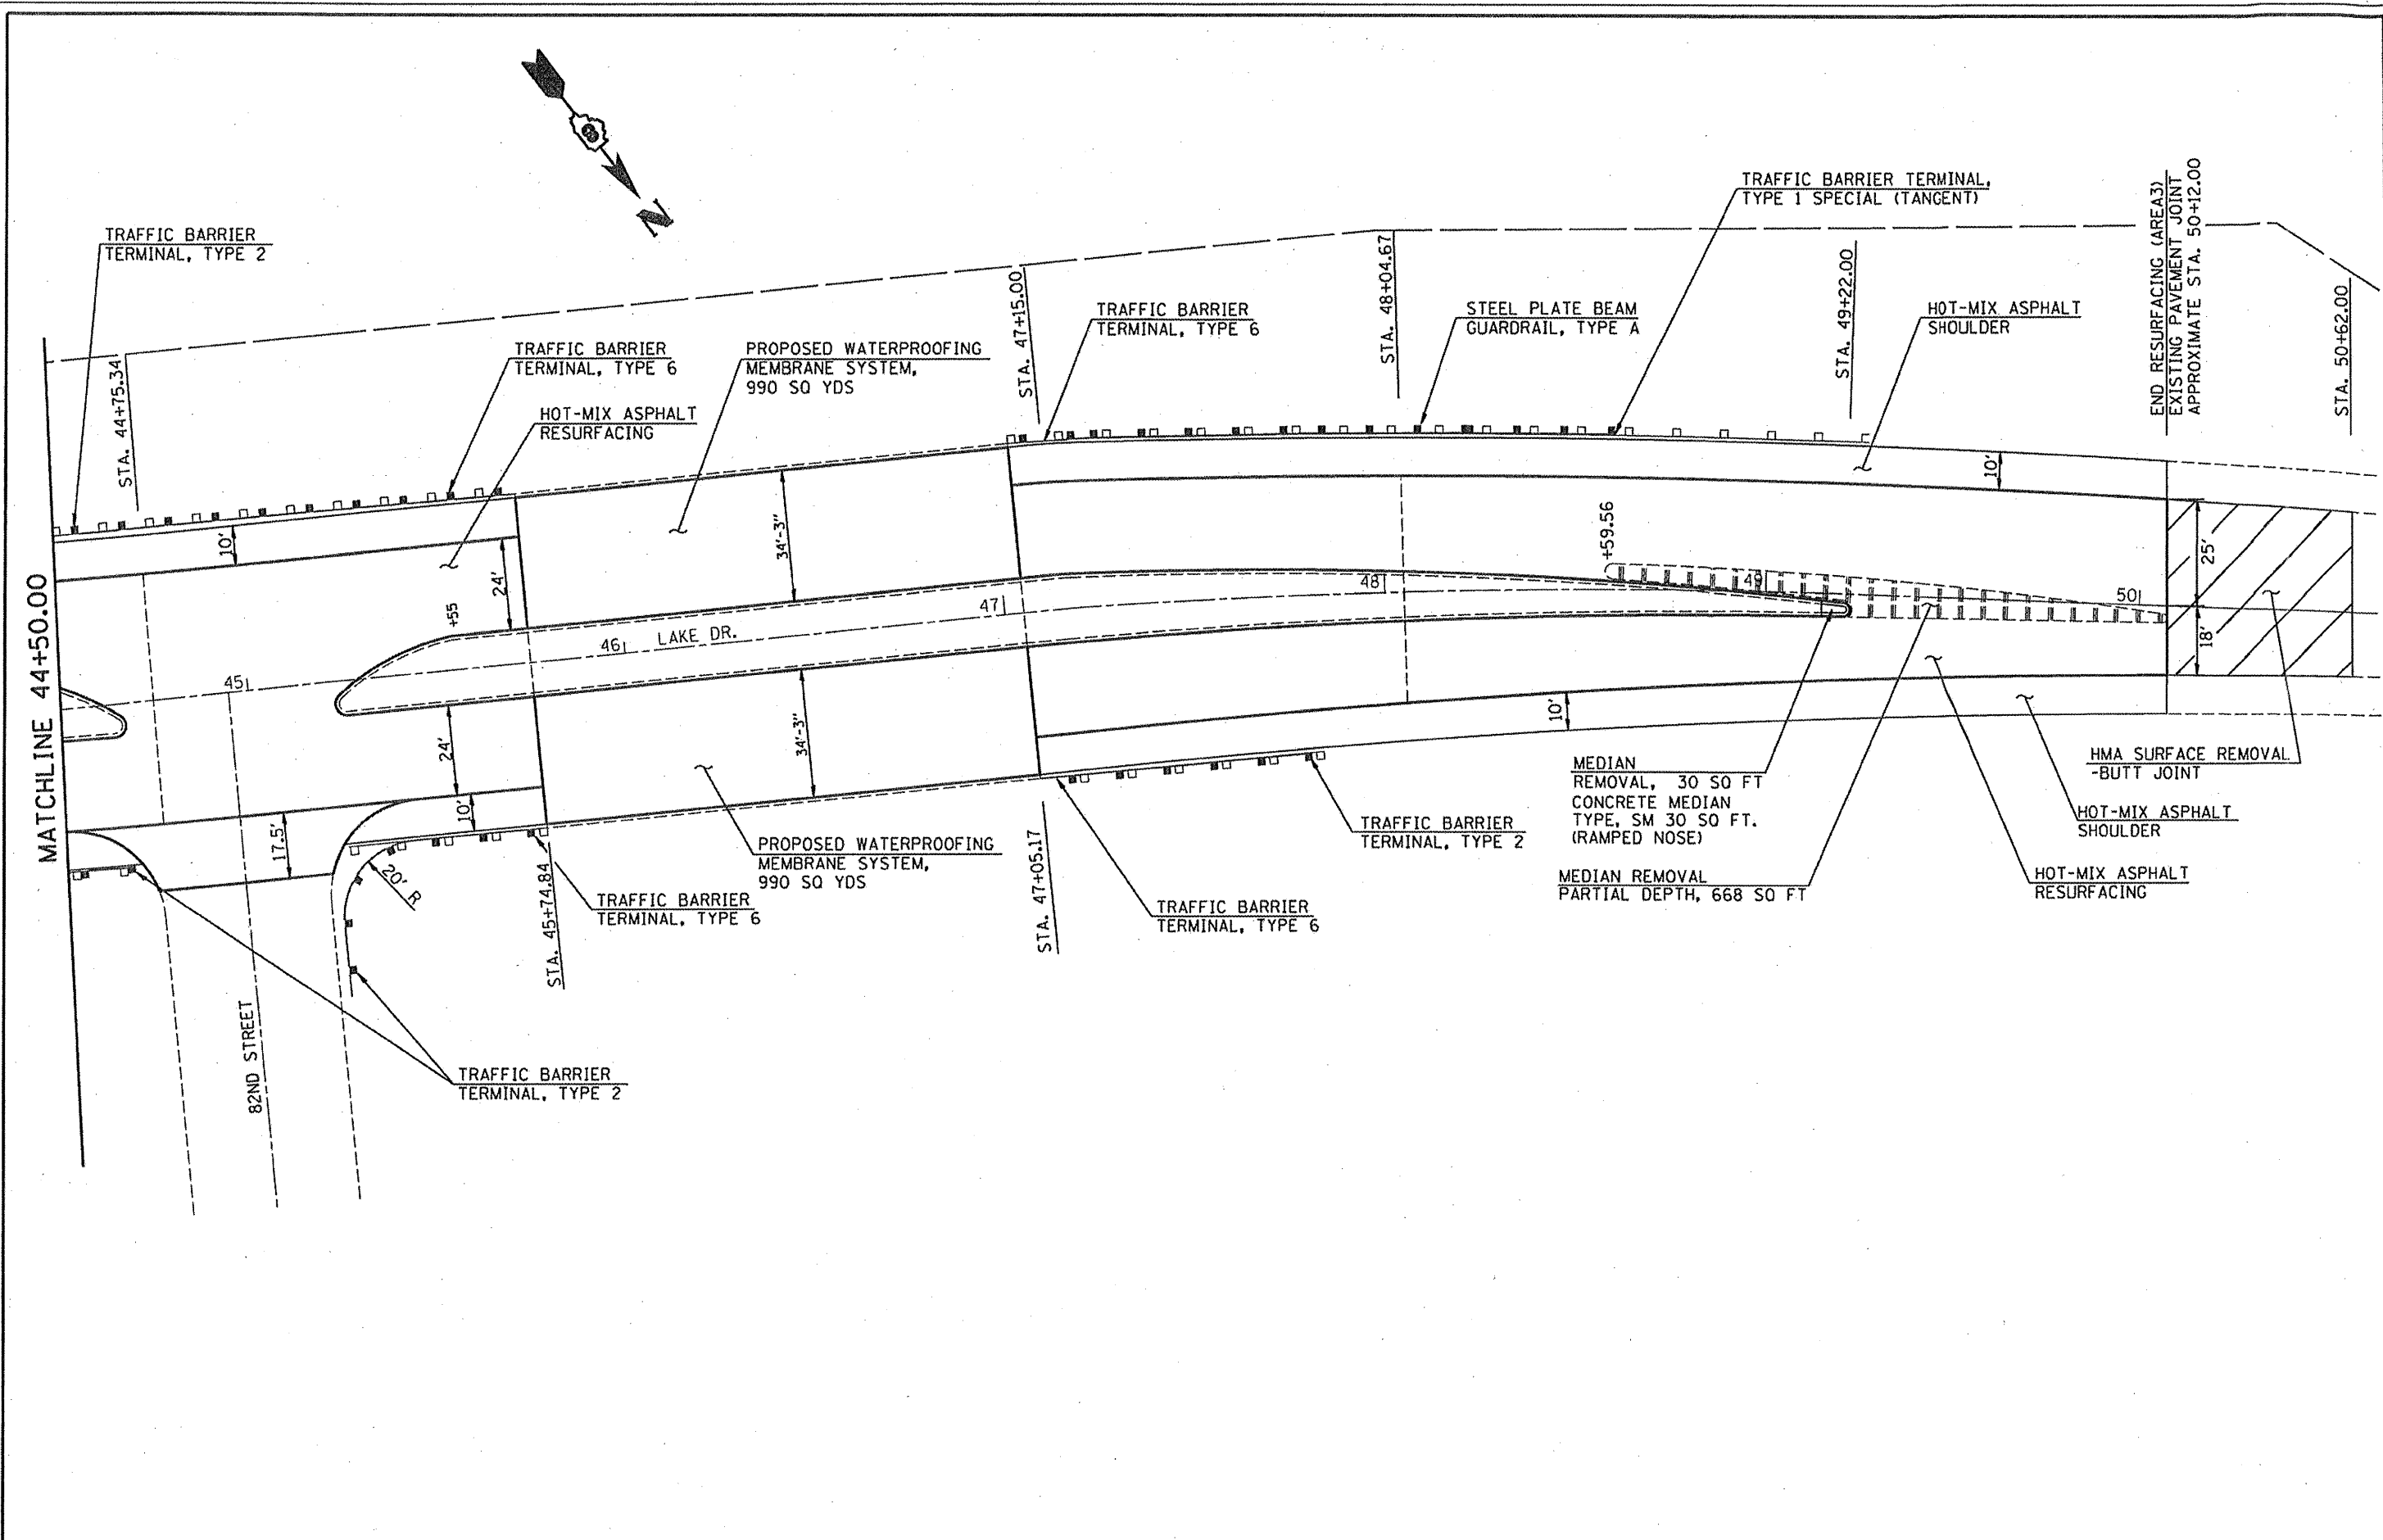 TRAFFIC BARRIER
TERMINAL, TYPE 2
STA. 44+75.34
TRAFFIC BARRIER
TERMINAL, TYPE 6
HOT-MIX ASPHALT
RESURFACING
PROPOSED WATERPROOFING
MEMBRANE SYSTEM,
990 SQ YDS
STA. 47+15.00
TRAFFIC BARRIER
TERMINAL, TYPE 6
STA. 48+04.67
STEEL PLATE BEAM
GUARDRAIL, TYPE A
TRAFFIC BARRIER TERMINAL,
TYPE 1 SPECIAL (TANGENT)
STA. 49+22.00
HOT-MIX ASPHALT
SHOULDER
END RESURFACING (AREA3)
EXISTING PAVEMENT JOINT
APPROXIMATE STA. 50+12.00
STA. 50+62.00
N
MATCHLINE 44+50.00
10'
24'
34'-3"
10'
+59.56
25'
18'
+55
45
46
LAKE DR.
47
48
49
50
24'
34'-3"
10'
10'
17.5'
20' R
82ND STREET
STA. 45+74.84
STA. 47+05.17
TRAFFIC BARRIER
TERMINAL, TYPE 6
PROPOSED WATERPROOFING
MEMBRANE SYSTEM,
990 SQ YDS
TRAFFIC BARRIER
TERMINAL, TYPE 6
TRAFFIC BARRIER
TERMINAL, TYPE 2
MEDIAN
REMOVAL, 30 SQ FT
CONCRETE MEDIAN
TYPE, SM 30 SQ FT.
(RAMPED NOSE)
MEDIAN REMOVAL
PARTIAL DEPTH, 668 SQ FT
HMA SURFACE REMOVAL
-BUTT JOINT
HOT-MIX ASPHALT
SHOULDER
HOT-MIX ASPHALT
RESURFACING
TRAFFIC BARRIER
TERMINAL, TYPE 2